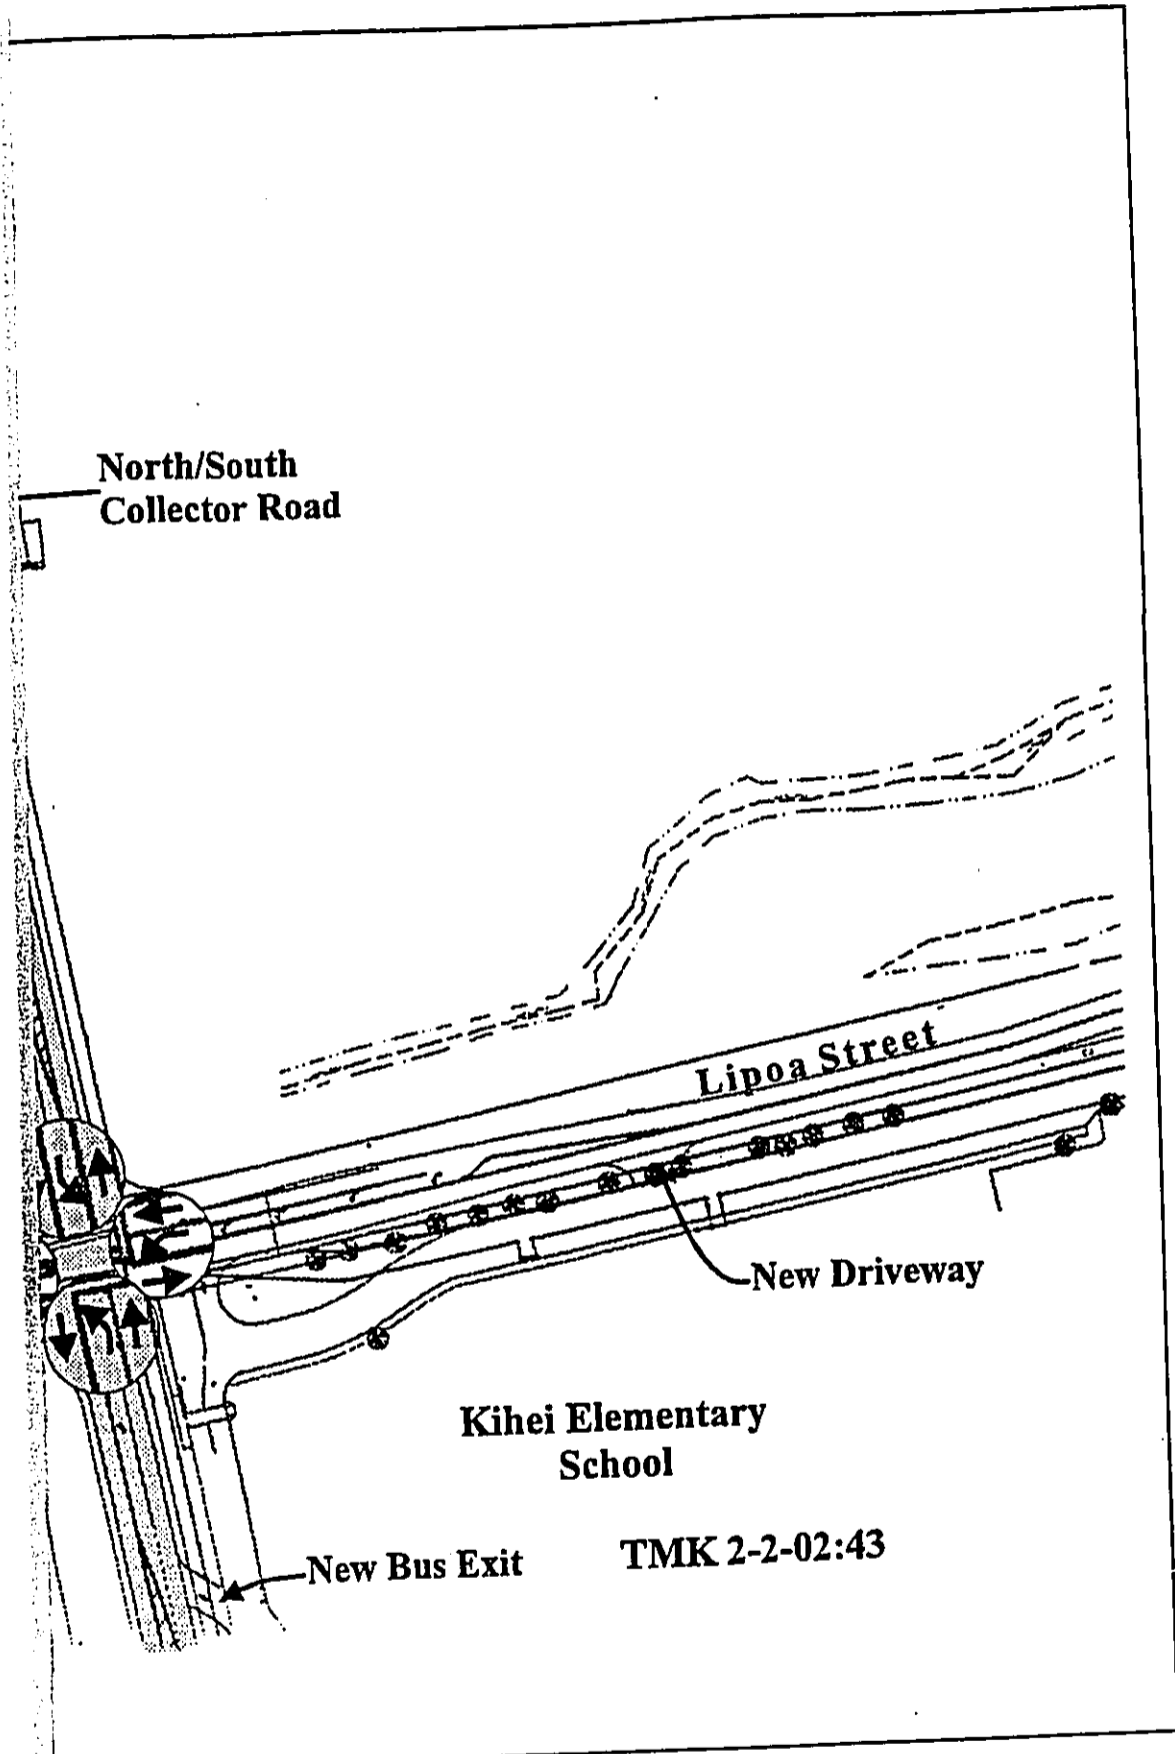 North/South
Collector Road
Lipoa Street
New Driveway
Kihei Elementary
School
TMK 2-2-02:43
New Bus Exit